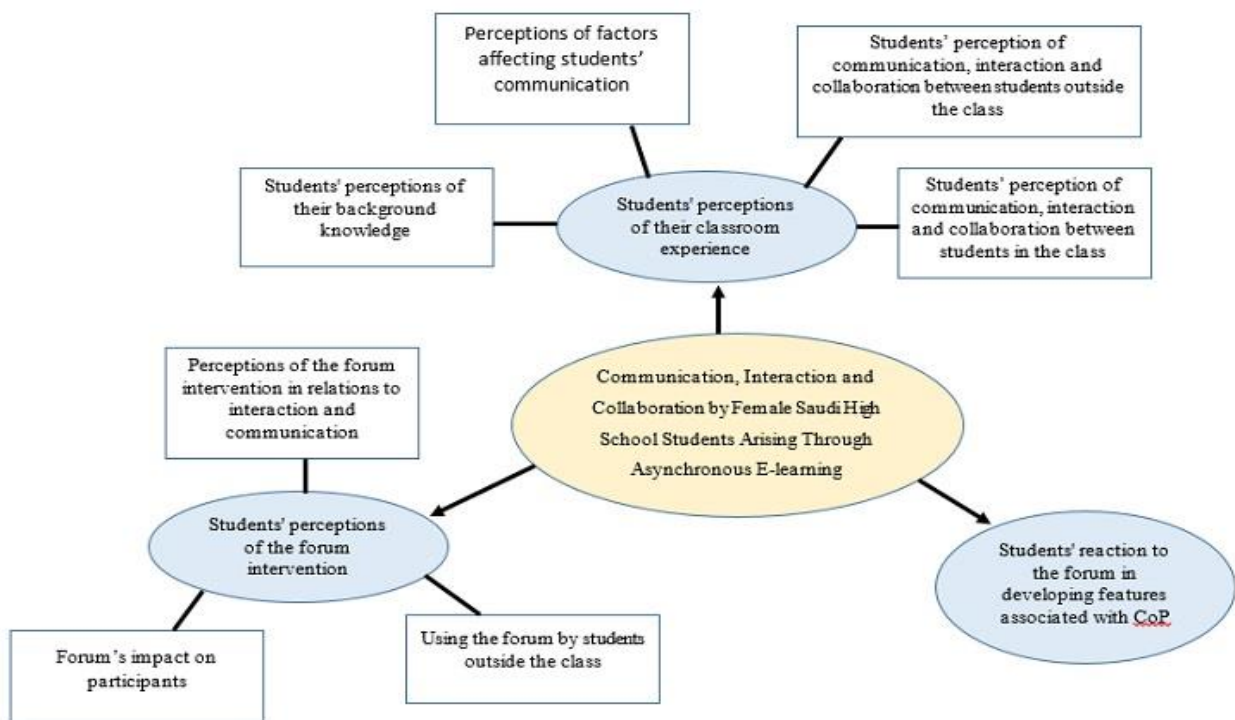 Perceptions of factors
affecting students'
communication
Students' perception of
communication, interaction and
collaboration between students outside
the class
Students' perceptions of
their background
knowledge
Students' perceptions
of their classroom
experience
Students' perception of
communication, interaction
and collaboration between
students in the class
Perceptions of the forum
intervention in relations to
interaction and
communication
Communication, Interaction and
Collaboration by Female Saudi High
School Students Arising Through
Asynchronous E-learning
Students' perceptions
of the forum
intervention
Students' reaction to
the forum in
developing features
associated with CoP
Forum's impact on
participants
Using the forum by students
outside the class